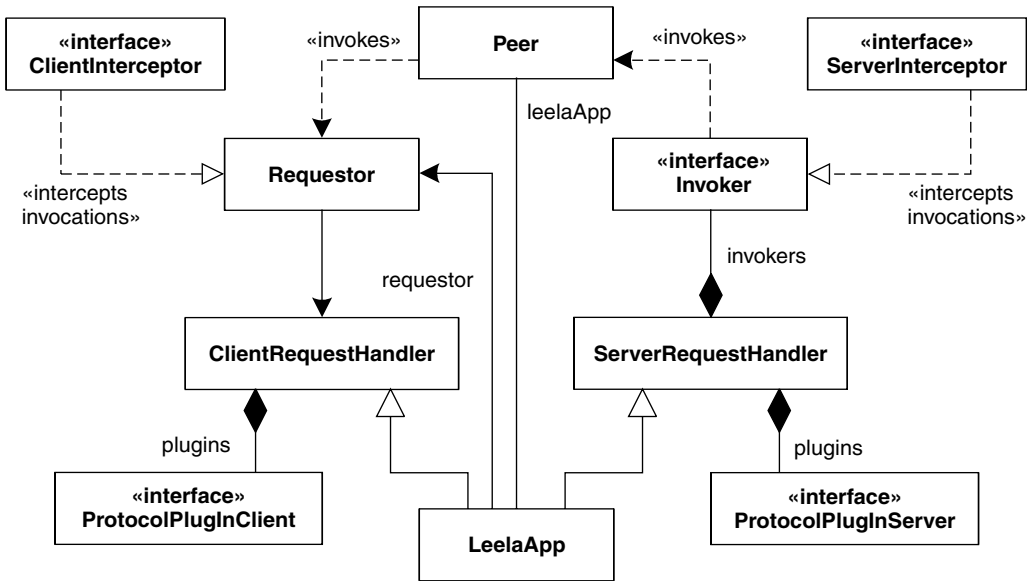 «interface»
ClientInterceptor
«invokes»
Peer
«invokes»
«interface»
ServerInterceptor
leelaApp
Requestor
«interface»
Invoker
«intercepts
invocations»
«intercepts
invocations»
requestor
invokers
ClientRequestHandler
ServerRequestHandler
plugins
plugins
«interface»
ProtocolPlugInClient
LeelaApp
«interface»
ProtocolPlugInServer